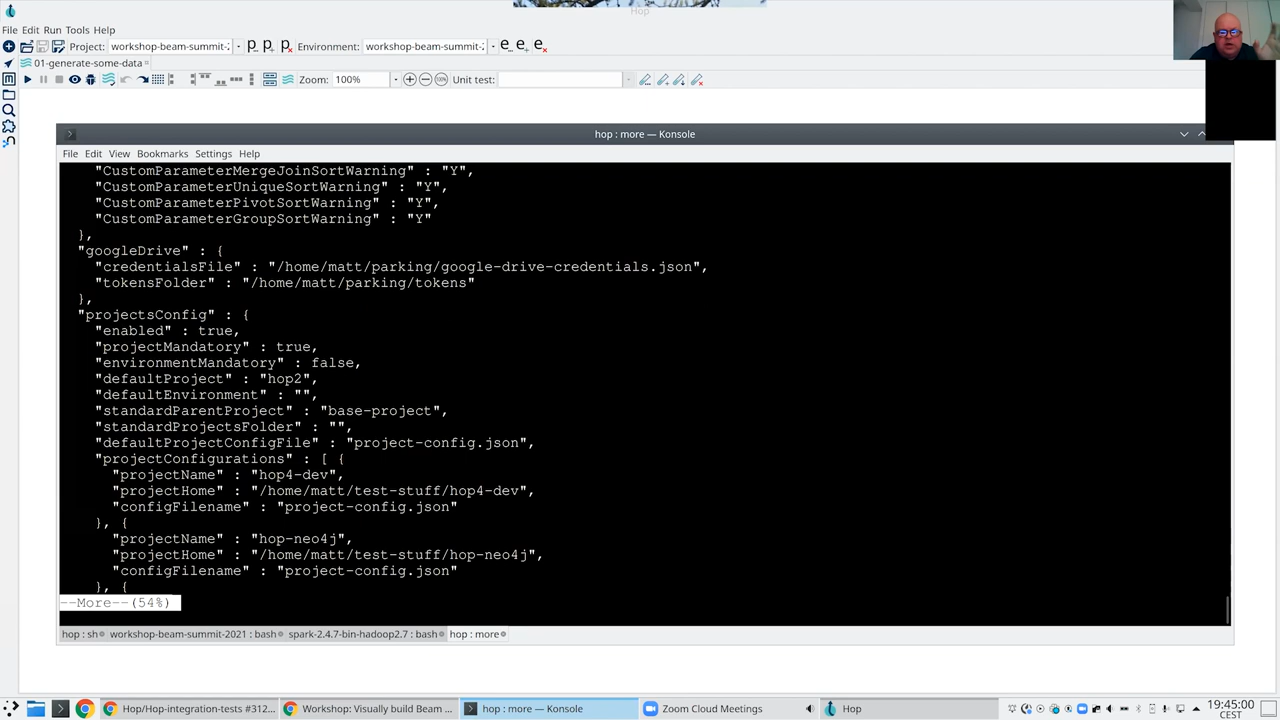 Hop
File Edit Run Tools Help
Project: workshop-beam-summit-2 Environment: workshop-beam-summit-2
01-generate-some-data
Zoom: 100% Unit test:
hop : more — Konsole
File Edit View Bookmarks Settings Help
"CustomParameterMergeJoinSortWarning" : "Y",
"CustomParameterUniqueSortWarning" : "Y",
"CustomParameterPivotSortWarning" : "Y",
"CustomParameterGroupSortWarning" : "Y"
},
"googleDrive" : {
"credentialsFile" : "/home/matt/parking/google-drive-credentials.json",
"tokensFolder" : "/home/matt/parking/tokens"
},
"projectsConfig" : {
"enabled" : true,
"projectMandatory" : true,
"environmentMandatory" : false,
"defaultProject" : "hop2",
"defaultEnvironment" : "",
"standardParentProject" : "base-project",
"standardProjectsFolder" : "",
"defaultProjectConfigFile" : "project-config.json",
"projectConfigurations" : [ {
"projectName" : "hop4-dev",
"projectHome" : "/home/matt/test-stuff/hop4-dev",
"configFilename" : "project-config.json"
}, {
"projectName" : "hop-neo4j",
"projectHome" : "/home/matt/test-stuff/hop-neo4j",
"configFilename" : "project-config.json"
}, {
--More--(54%)
hop : sh workshop-beam-summit-2021 : bash spark-2.4.7-bin-hadoop2.7 : bash hop : more
Hop/Hop-integration-tests #312... Workshop: Visually build Beam ... hop : more — Konsole Zoom Cloud Meetings Hop 19:45:00
CEST